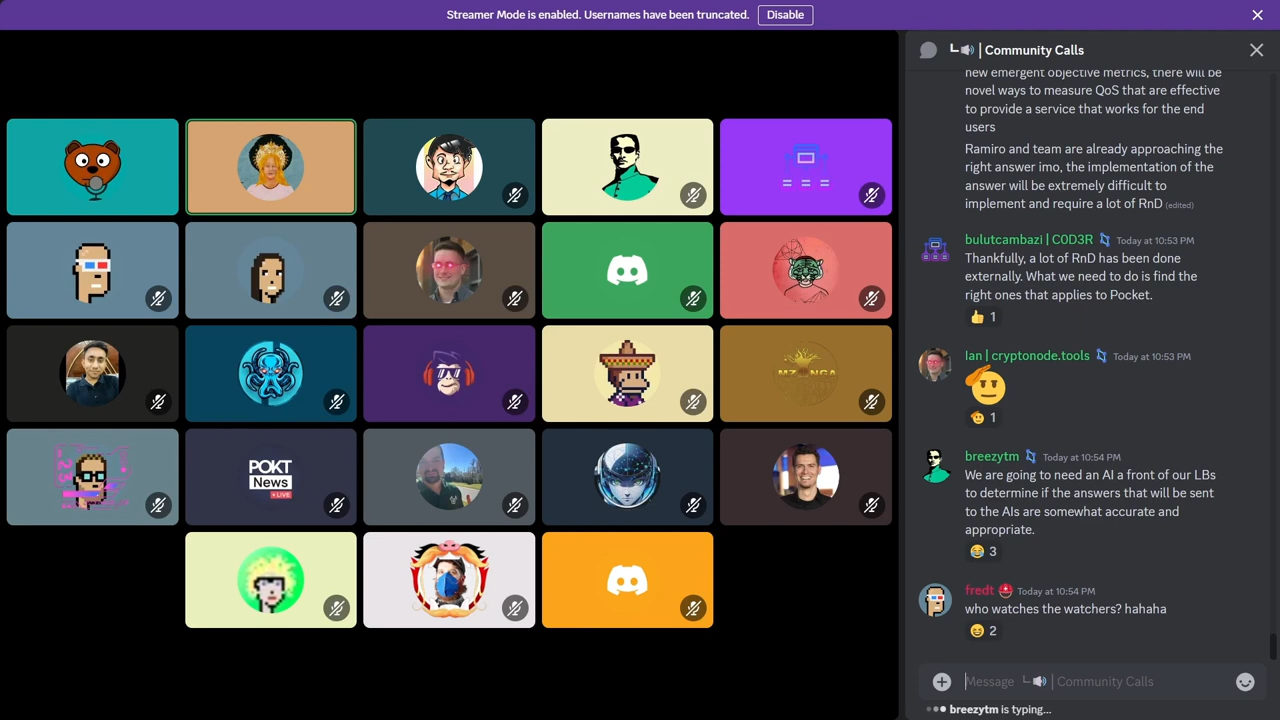 Streamer Mode is enabled. Usernames have been truncated.
Disable
Community Calls
new emergent objective metrics, there will be
novel ways to measure QoS that are effective
to provide a service that works for the end
users
Ramiro and team are already approaching the
right answer imo, the implementation of the
answer will be extremely difficult to
implement and require a lot of RnD (edited)
bulutcambazi | C0D3R Today at 10:53 PM
Thankfully, a lot of RnD has been done
externally. What we need to do is find the
right ones that applies to Pocket.
1
Ian | cryptonode.tools Today at 10:53 PM
1
breezytm Today at 10:54 PM
We are going to need an AI a front of our LBs
to determine if the answers that will be sent
to the AIs are somewhat accurate and
appropriate.
3
fredt Today at 10:54 PM
who watches the watchers? hahaha
2
Message | Community Calls
breezytm is typing...
POKT
News
LIVE